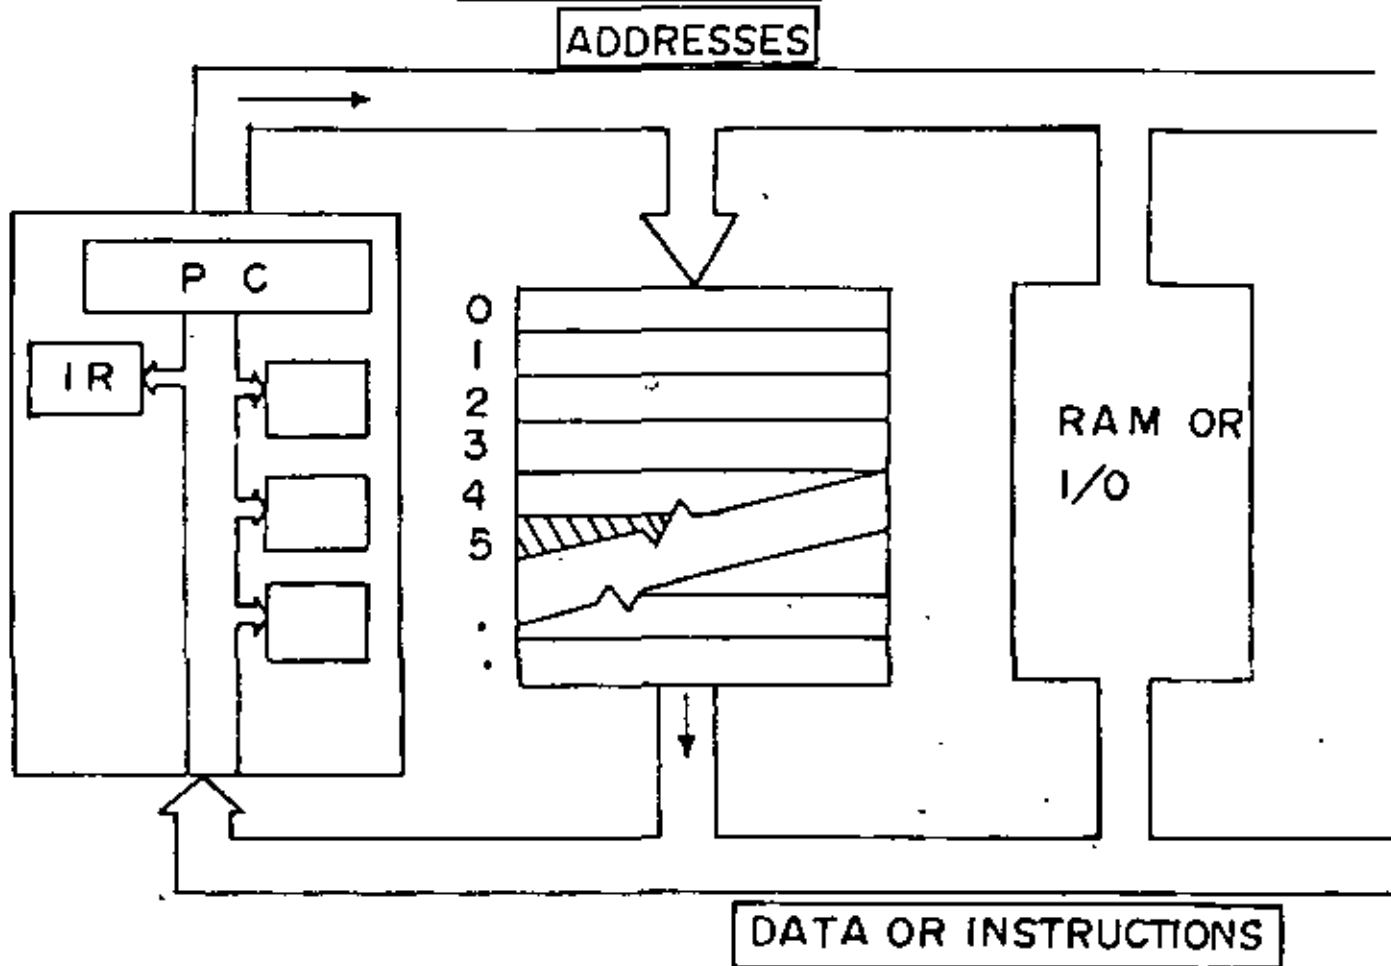 ADDRESSES
P C
IR
0
1
2
3
4
5
.
.
RAM OR
I/O
DATA OR INSTRUCTIONS